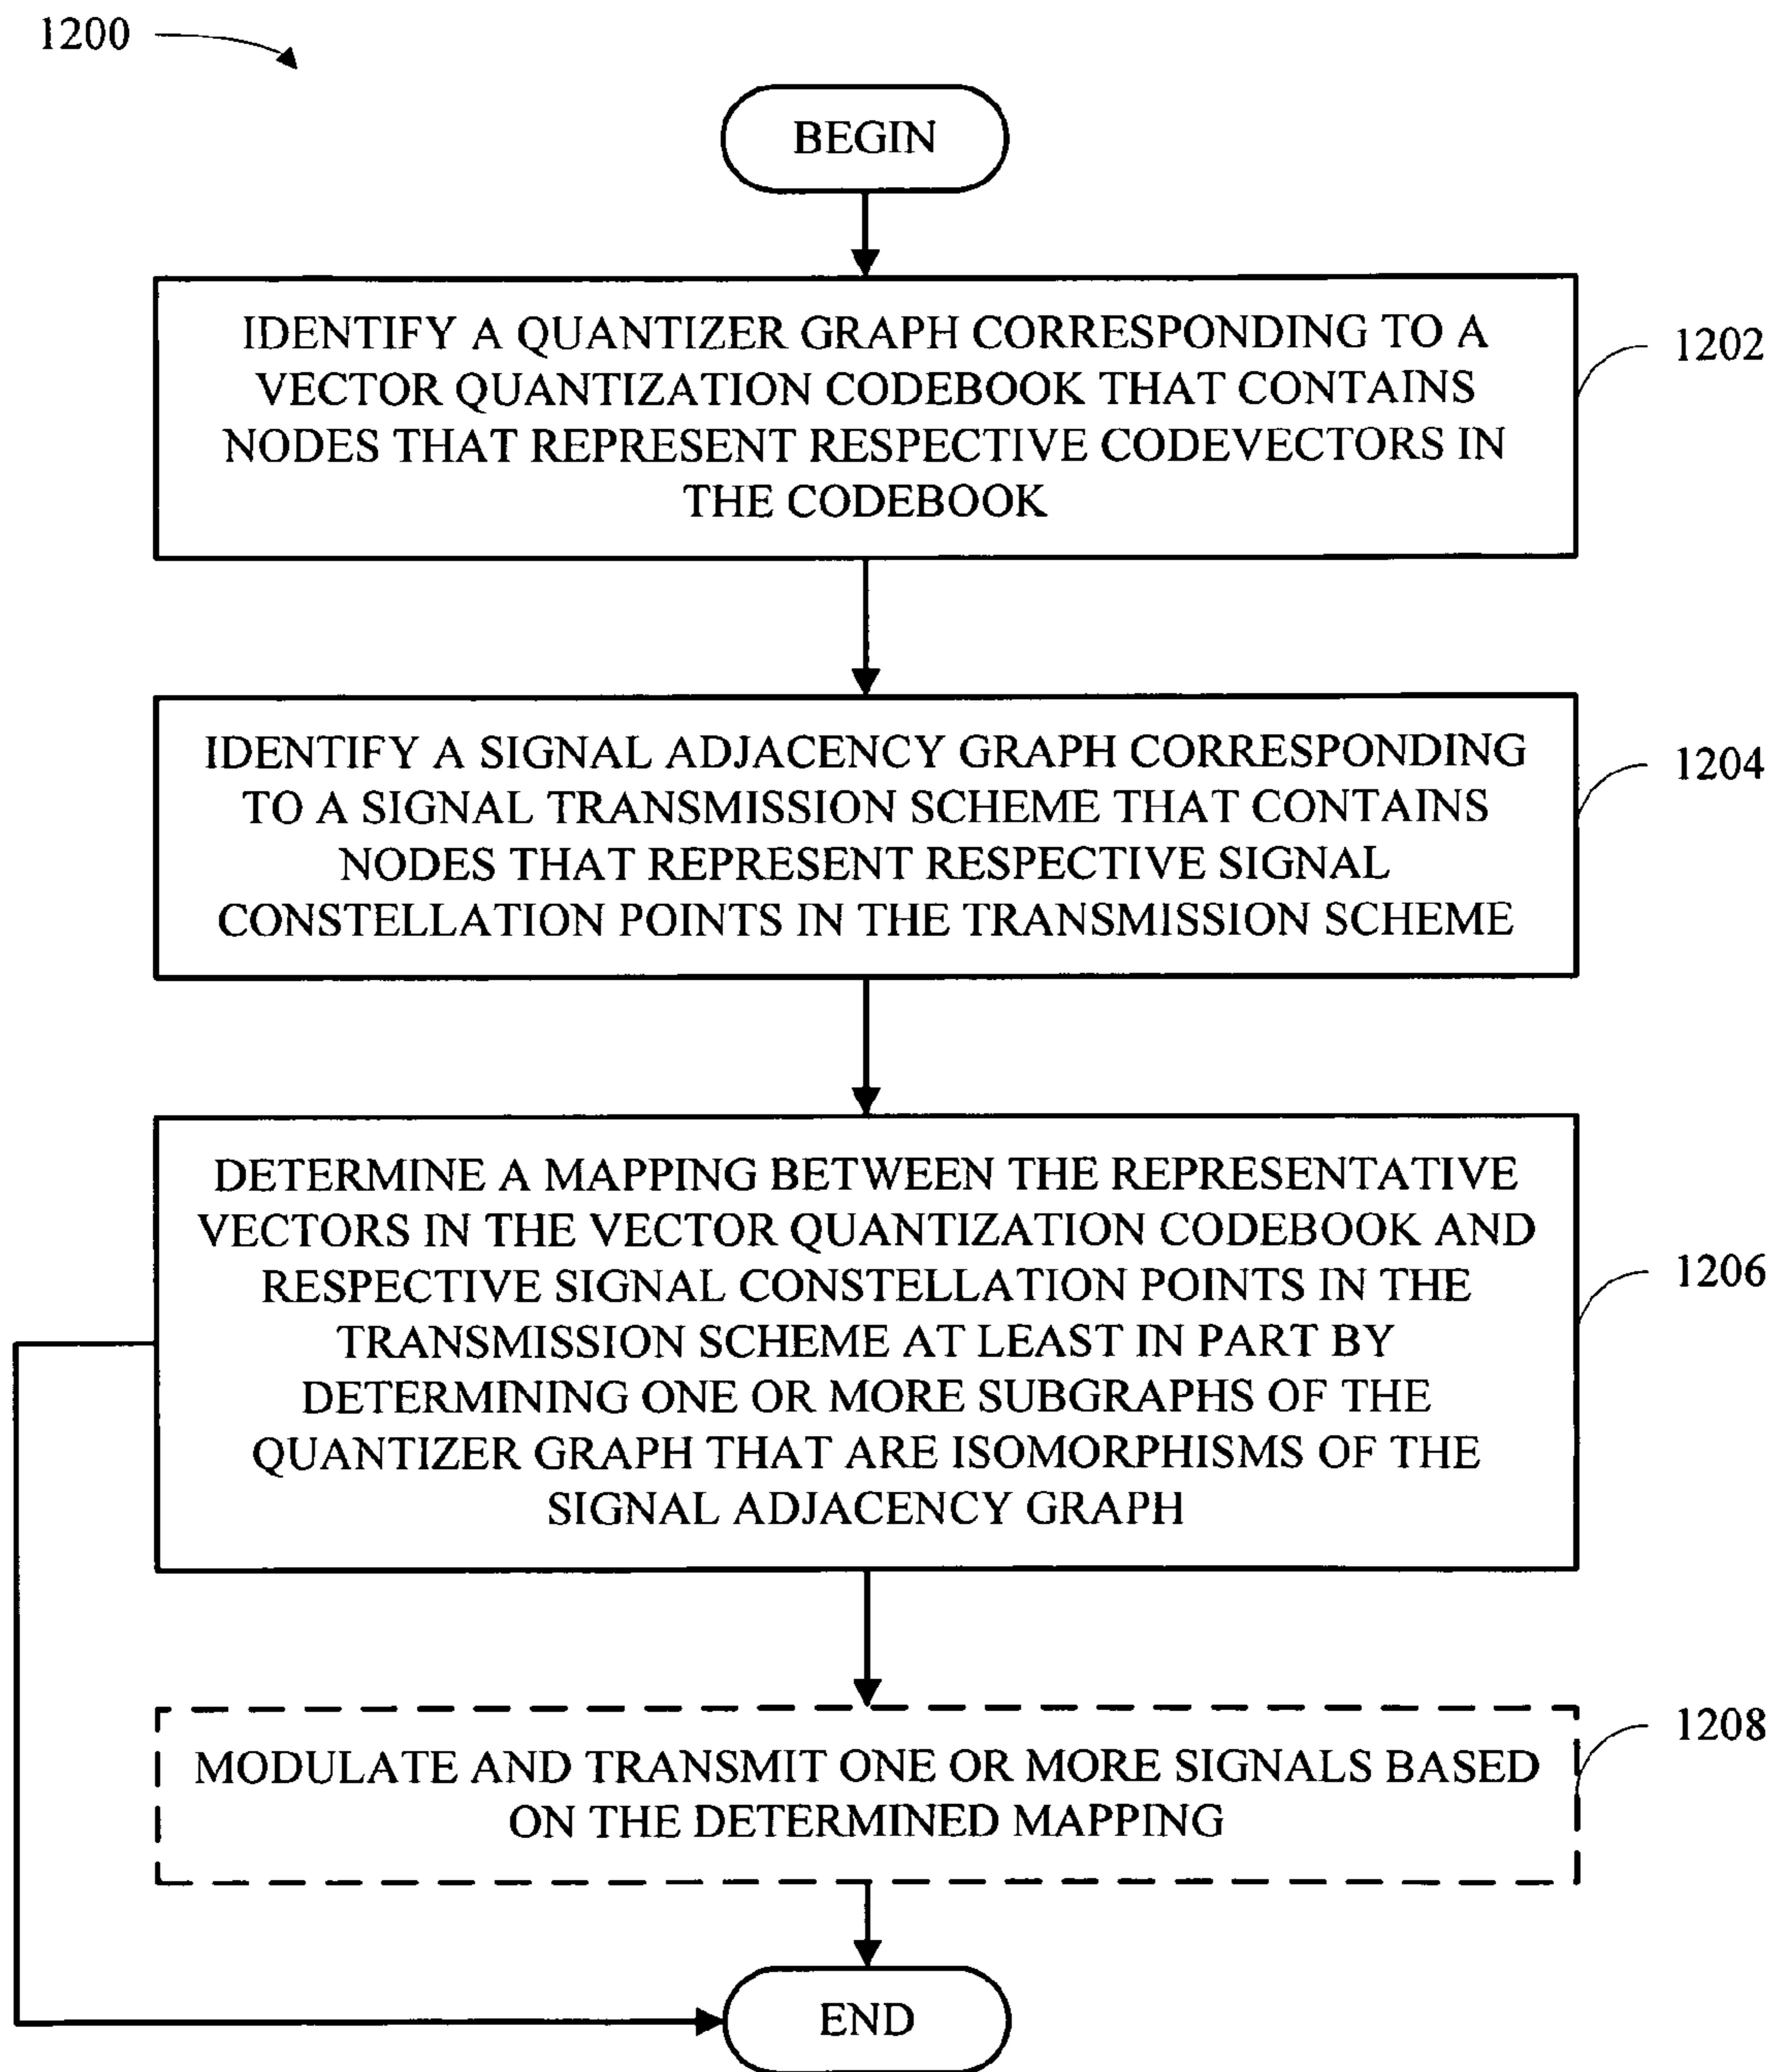 1200
BEGIN
IDENTIFY A QUANTIZER GRAPH CORRESPONDING TO A
VECTOR QUANTIZATION CODEBOOK THAT CONTAINS
NODES THAT REPRESENT RESPECTIVE CODEVECTORS IN
THE CODEBOOK
1202
IDENTIFY A SIGNAL ADJACENCY GRAPH CORRESPONDING
TO A SIGNAL TRANSMISSION SCHEME THAT CONTAINS
NODES THAT REPRESENT RESPECTIVE SIGNAL
CONSTELLATION POINTS IN THE TRANSMISSION SCHEME
1204
DETERMINE A MAPPING BETWEEN THE REPRESENTATIVE
VECTORS IN THE VECTOR QUANTIZATION CODEBOOK AND
RESPECTIVE SIGNAL CONSTELLATION POINTS IN THE
TRANSMISSION SCHEME AT LEAST IN PART BY
DETERMINING ONE OR MORE SUBGRAPHS OF THE
QUANTIZER GRAPH THAT ARE ISOMORPHISMS OF THE
SIGNAL ADJACENCY GRAPH
1206
MODULATE AND TRANSMIT ONE OR MORE SIGNALS BASED
ON THE DETERMINED MAPPING
1208
END